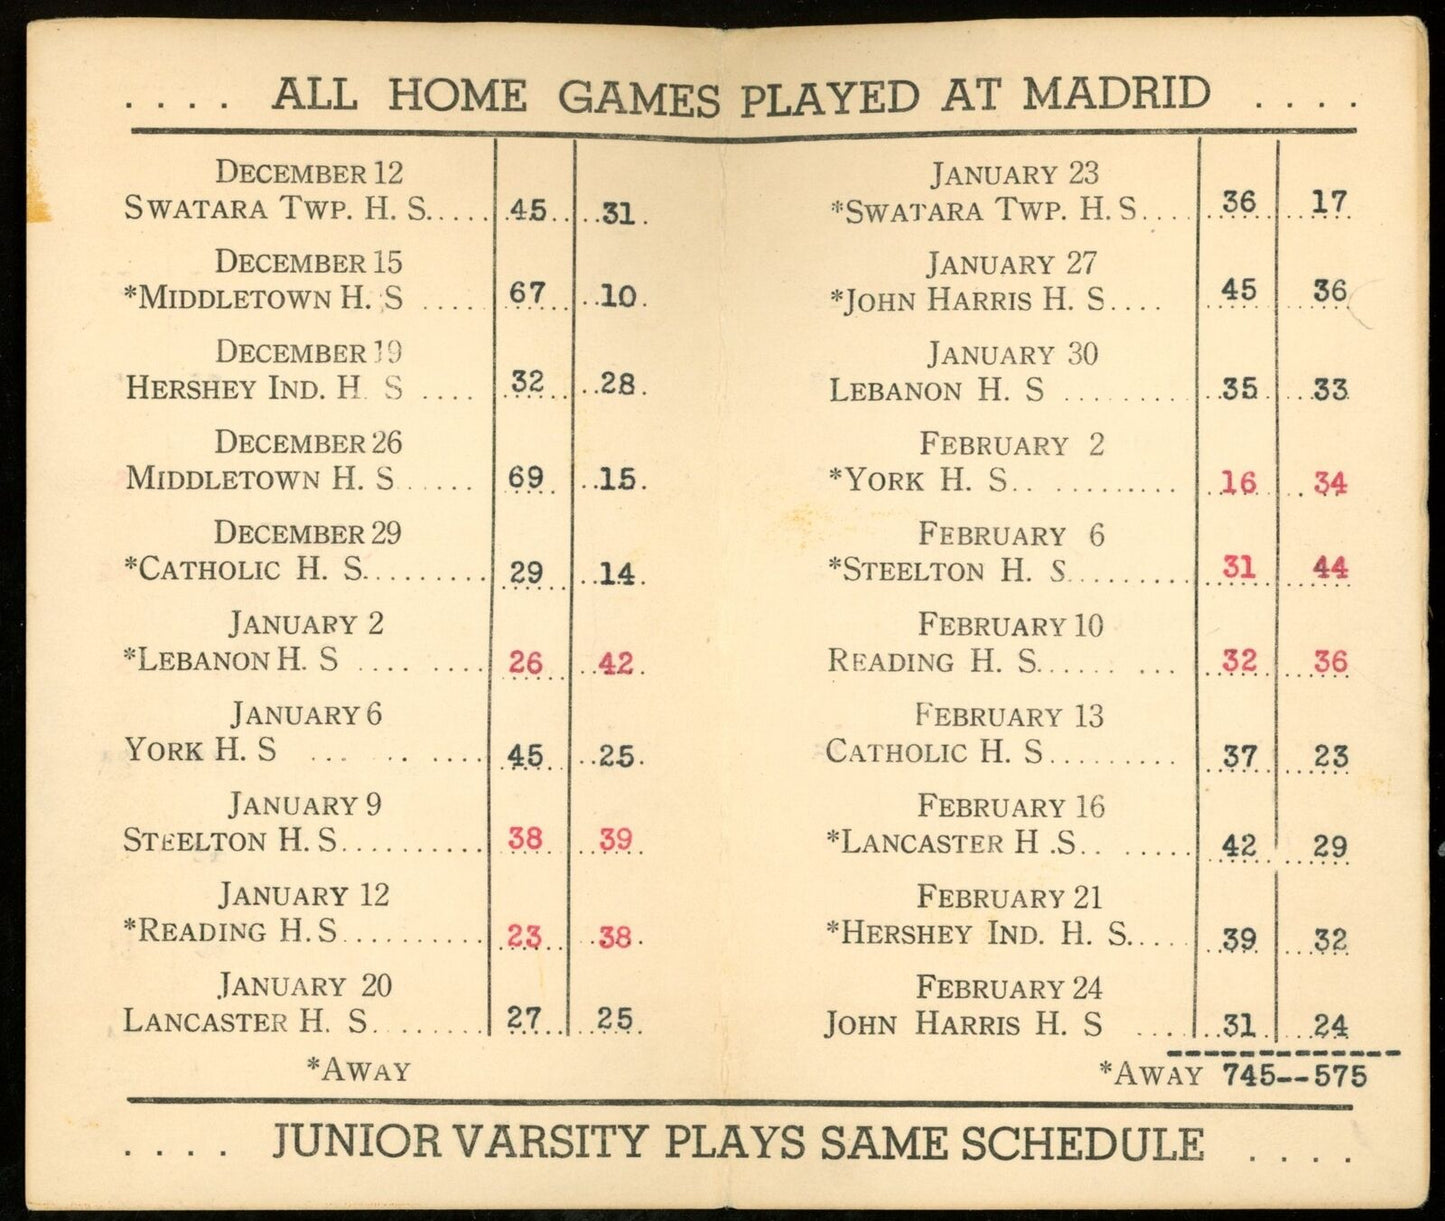 .... ALL HOME GAMES PLAYED AT MADRID ....
DECEMBER 12
SWATARA TWP. H. S..... 45 31
DECEMBER 15
*MIDDLETOWN H. S .... 67 10
DECEMBER 19
HERSHEY IND. H. S .... 32 28
DECEMBER 26
MIDDLETOWN H. S...... 69 15
DECEMBER 29
*CATHOLIC H. S......... 29 14
JANUARY 2
*LEBANON H. S .... .... 26 42
JANUARY 6
YORK H. S ... .. .... 45 25
JANUARY 9
STEELTON H. S.......... 38 39
JANUARY 12
*READING H. S.......... 23 38
JANUARY 20
LANCASTER H. S........ 27 25
*AWAY
JANUARY 23
*SWATARA TWP. H. S.... 36 17
JANUARY 27
*JOHN HARRIS H. S.... 45 36
JANUARY 30
LEBANON H. S ........ 35 33
FEBRUARY 2
*YORK H. S.. ......... 16 34
FEBRUARY 6
*STEELTON H. S......... 31 44
FEBRUARY 10
READING H. S...... ... 32 36
FEBRUARY 13
CATHOLIC H. S......... 37 23
FEBRUARY 16
*LANCASTER H .S.. ..... 42 29
FEBRUARY 21
*HERSHEY IND. H. S.... 39 32
FEBRUARY 24
JOHN HARRIS H. S .... 31 24
*AWAY 745--575
.... JUNIOR VARSITY PLAYS SAME SCHEDULE ....